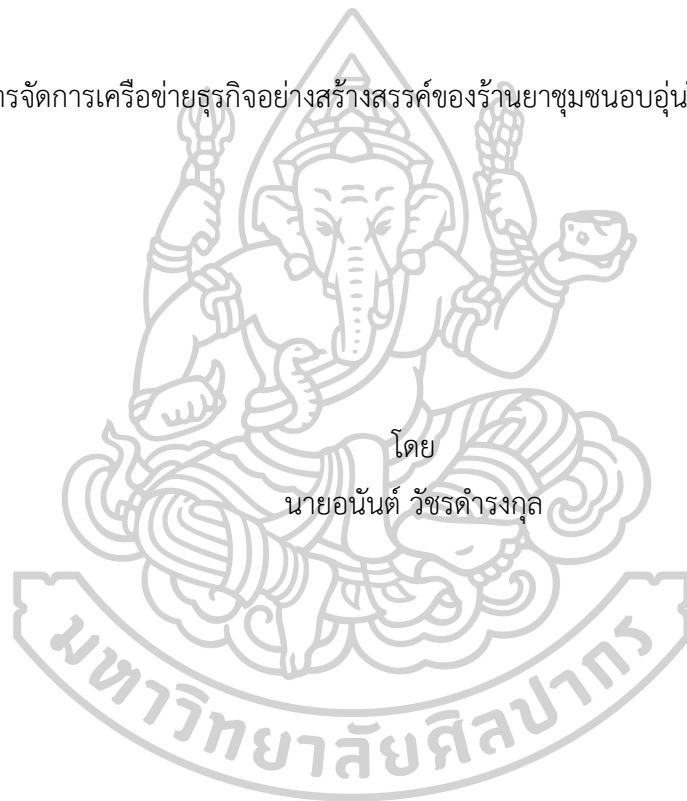 ารจัดการเครือข่ายธุรกิจอย่างสร้างสรรค์ของร้านยาชุมชนอบอุ่น
โดย
นายอนันต์ วัชรดำรงกุล
มหาวิทยาลัยศิลปากร